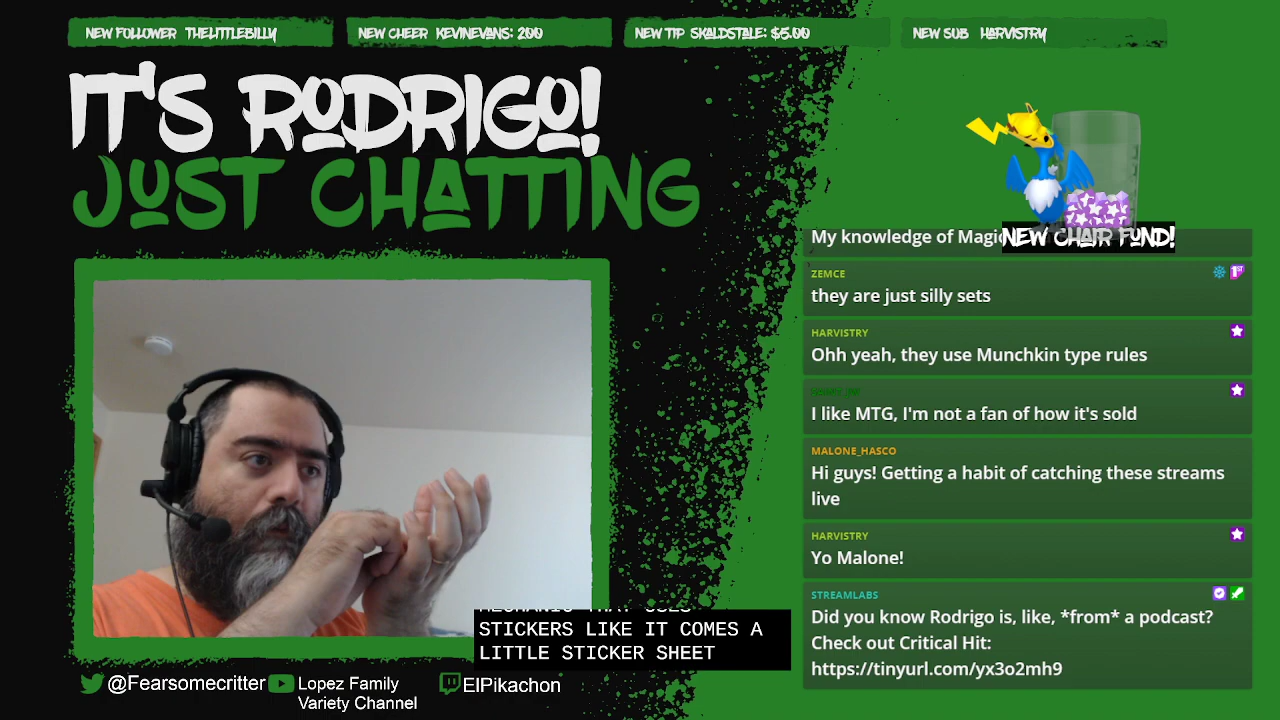 NEW FOLLOWER THELITTLEBILLY
NEW CHEER KEVINEVANS: 200
NEW TIP SKALDSTALE: $5.00
NEW SUB HARVISTRY
IT'S RODRIGO!
JUST CHATTING
NEW CHAIR FUND!
My knowledge of Magic
ZEMCE
they are just silly sets
HARVISTRY
Ohh yeah, they use Munchkin type rules
I like MTG, I'm not a fan of how it's sold
MALONE_HASCO
Hi guys! Getting a habit of catching these streams
live
HARVISTRY
Yo Malone!
STREAMLABS
Did you know Rodrigo is, like, *from* a podcast?
Check out Critical Hit:
https://tinyurl.com/yx3o2mh9
MECHANIC THAT USES
STICKERS LIKE IT COMES A
LITTLE STICKER SHEET
@Fearsomecritter
Lopez Family
Variety Channel
ElPikachon